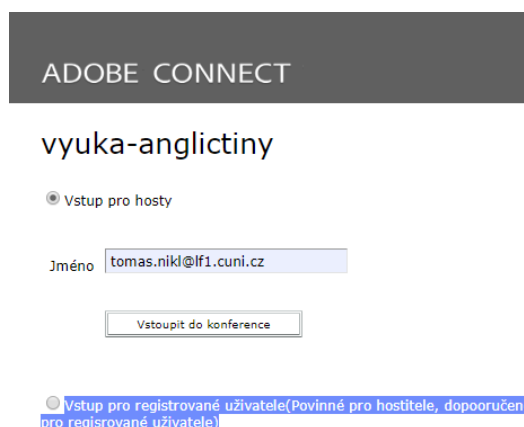 ADOBE CONNECT
vyuka-anglictiny
Vstup pro hosty
Jméno tomas.nikl@lf1.cuni.cz
Vstoupit do konference
Vstup pro registrované uživatele(Povinné pro hostitele, dopooručen
pro regisrované uživatele)